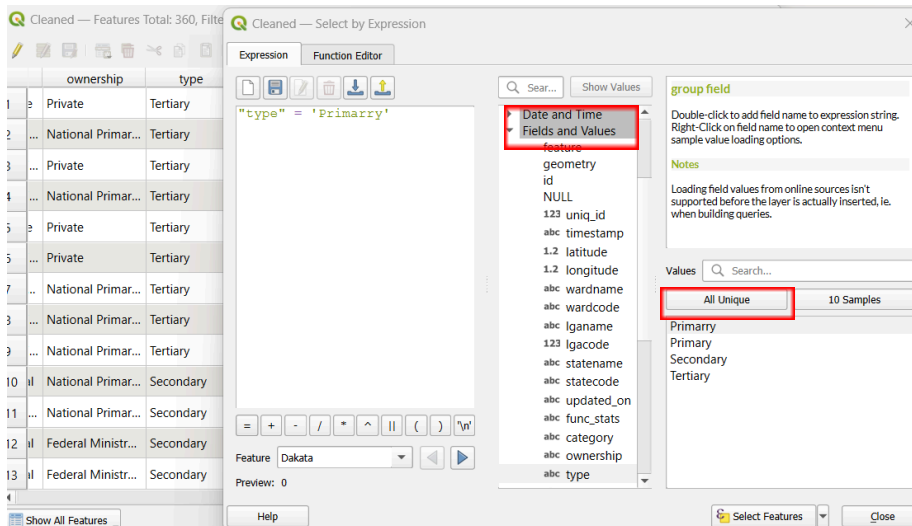 Cleaned — Features Total: 360, Filte
ownership type
Private Tertiary
... National Primar... Tertiary
... Private Tertiary
... National Primar... Tertiary
Private Tertiary
... Private Tertiary
... National Primar... Tertiary
... National Primar... Tertiary
... National Primar... Tertiary
10 al National Primar... Secondary
11 ... National Primar... Secondary
12 al Federal Ministr... Secondary
13 al Federal Ministr... Secondary
Show All Features
Cleaned — Select by Expression
Expression Function Editor
"type" = 'Primarry'
= + - / * ^ || ( ) '\n'
Feature Dakata
Preview: 0
Help
Sear... Show Values
Date and Time
Fields and Values
feature
geometry
id
NULL
123 uniq_id
abc timestamp
1.2 latitude
1.2 longitude
abc wardname
abc wardcode
abc lganame
123 lgacode
abc statename
abc statecode
abc updated_on
abc func_stats
abc category
abc ownership
abc type
group field
Double-click to add field name to expression string.
Right-Click on field name to open context menu
sample value loading options.
Notes
Loading field values from online sources isn't
supported before the layer is actually inserted, ie.
when building queries.
Values Search...
All Unique 10 Samples
Primarry
Primary
Secondary
Tertiary
Select Features Close